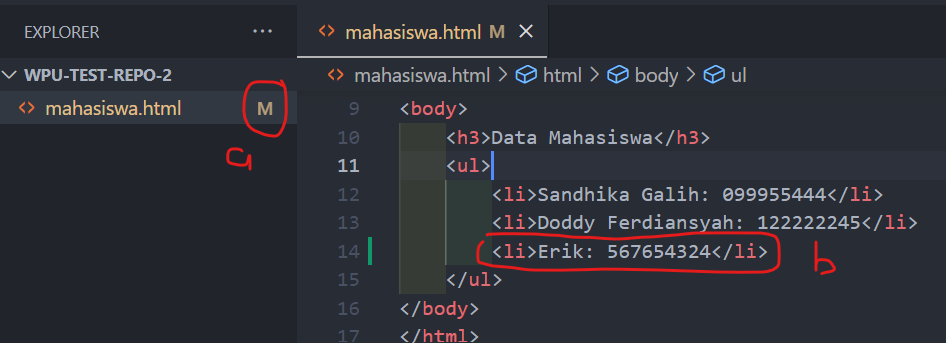 EXPLORER ···
mahasiswa.html M
WPU-TEST-REPO-2
mahasiswa.html M
a
mahasiswa.html > html > body > ul
9 <body>
10 <h3>Data Mahasiswa</h3>
11 <ul>
12 <li>Sandhika Galih: 099955444</li>
13 <li>Doddy Ferdiansyah: 122222245</li>
14 <li>Erik: 567654324</li>
b
15 </ul>
16 </body>
17 </html>